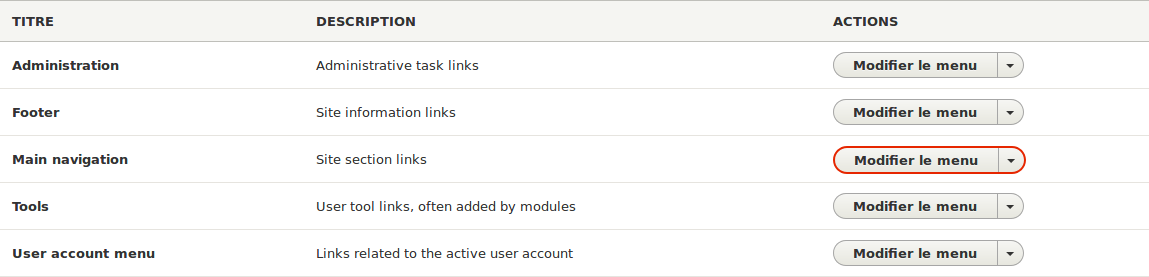 TITRE DESCRIPTION ACTIONS
Administration Administrative task links Modifier le menu
Footer Site information links Modifier le menu
Main navigation Site section links Modifier le menu
Tools User tool links, often added by modules Modifier le menu
User account menu Links related to the active user account Modifier le menu